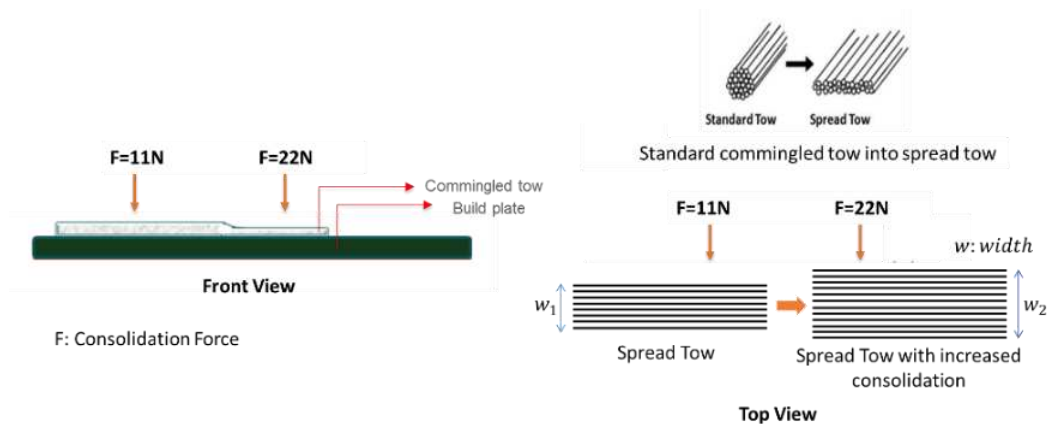 F=11N
F=22N
Commingled tow
Build plate
Front View
F: Consolidation Force
Standard Tow
Spread Tow
Standard commingled tow into spread tow
F=11N
F=22N
w: width
w₁
w₂
Spread Tow
Spread Tow with increased
consolidation
Top View